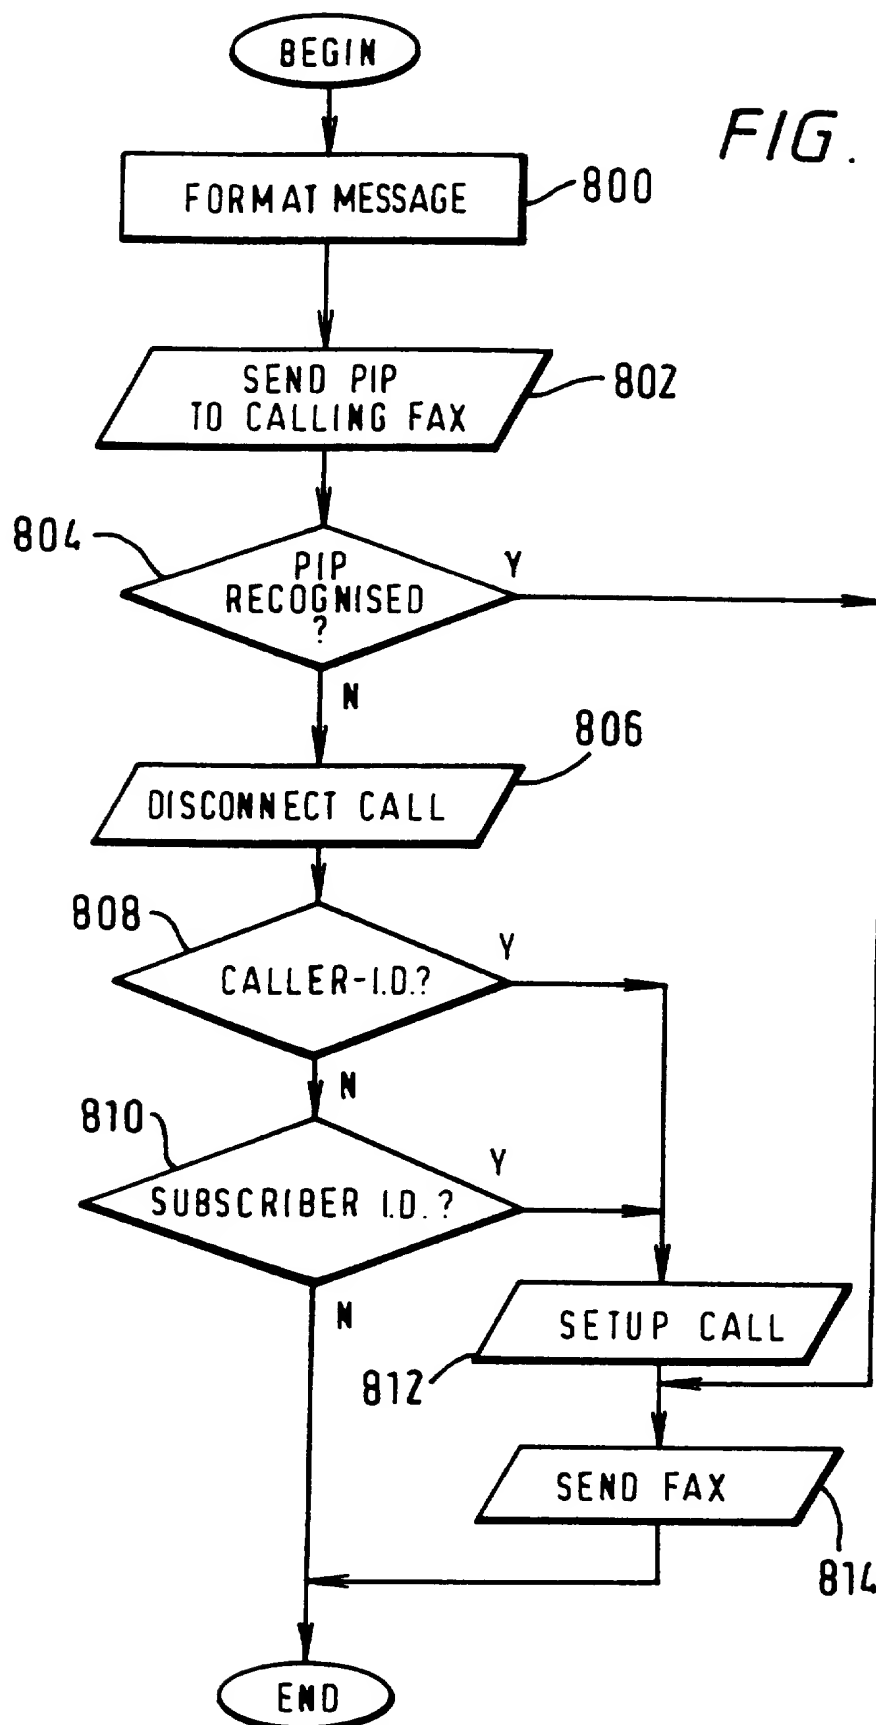 BEGIN
FIG.
FORMAT MESSAGE
800
SEND PIP
TO CALLING FAX
802
804
PIP
RECOGNISED
?
Y
N
806
DISCONNECT CALL
808
CALLER-I.D.?
Y
N
810
SUBSCRIBER I.D.?
Y
N
SETUP CALL
812
SEND FAX
814
END